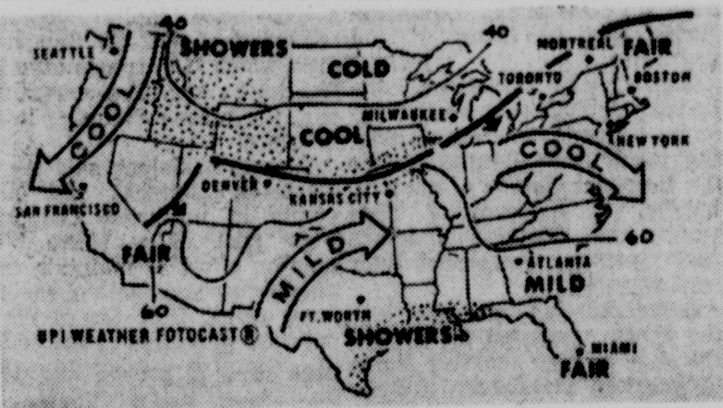 40
SEATTLE
SHOWERS
40
MONTREAL
FAIR
COLD
TORONTO
BOSTON
COOL
MILWAUKEE
COOL
NEW YORK
COOL
DENVER
KANSAS CITY
SAN FRANCISCO
FAIR
MILD
60
ATLANTA
MILD
60
FT. WORTH
UPI WEATHER FOTOCAST ®
SHOWERS
MIAMI
FAIR